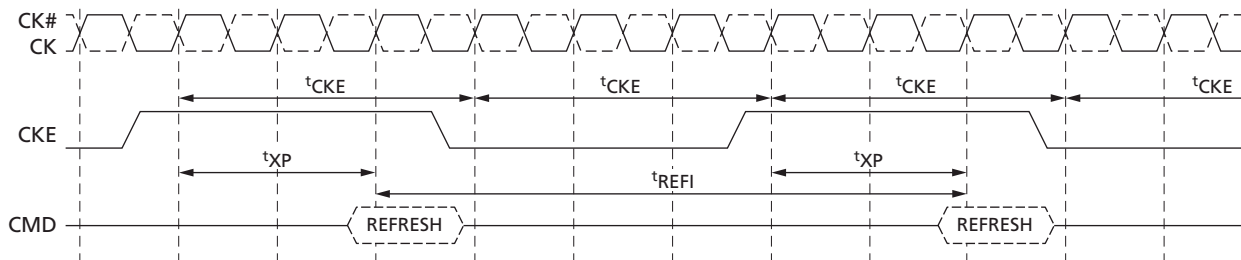 CK#
CK
tCKE tCKE tCKE tCKE
CKE
tXP tXP
tREFI
CMD REFRESH REFRESH